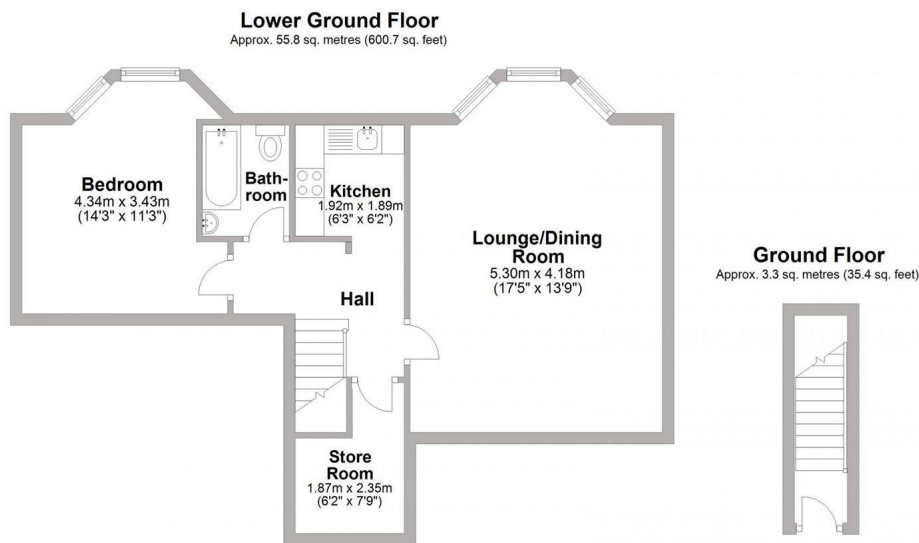 Lower Ground Floor
Approx. 55.8 sq. metres (600.7 sq. feet)
Bedroom
4.34m x 3.43m
(14'3" x 11'3")
Bath-
room
Kitchen
1.92m x 1.89m
(6'3" x 6'2")
Lounge/Dining
Room
5.30m x 4.18m
(17'5" x 13'9")
Hall
Store
Room
1.87m x 2.35m
(6'2" x 7'9")
Ground Floor
Approx. 3.3 sq. metres (35.4 sq. feet)